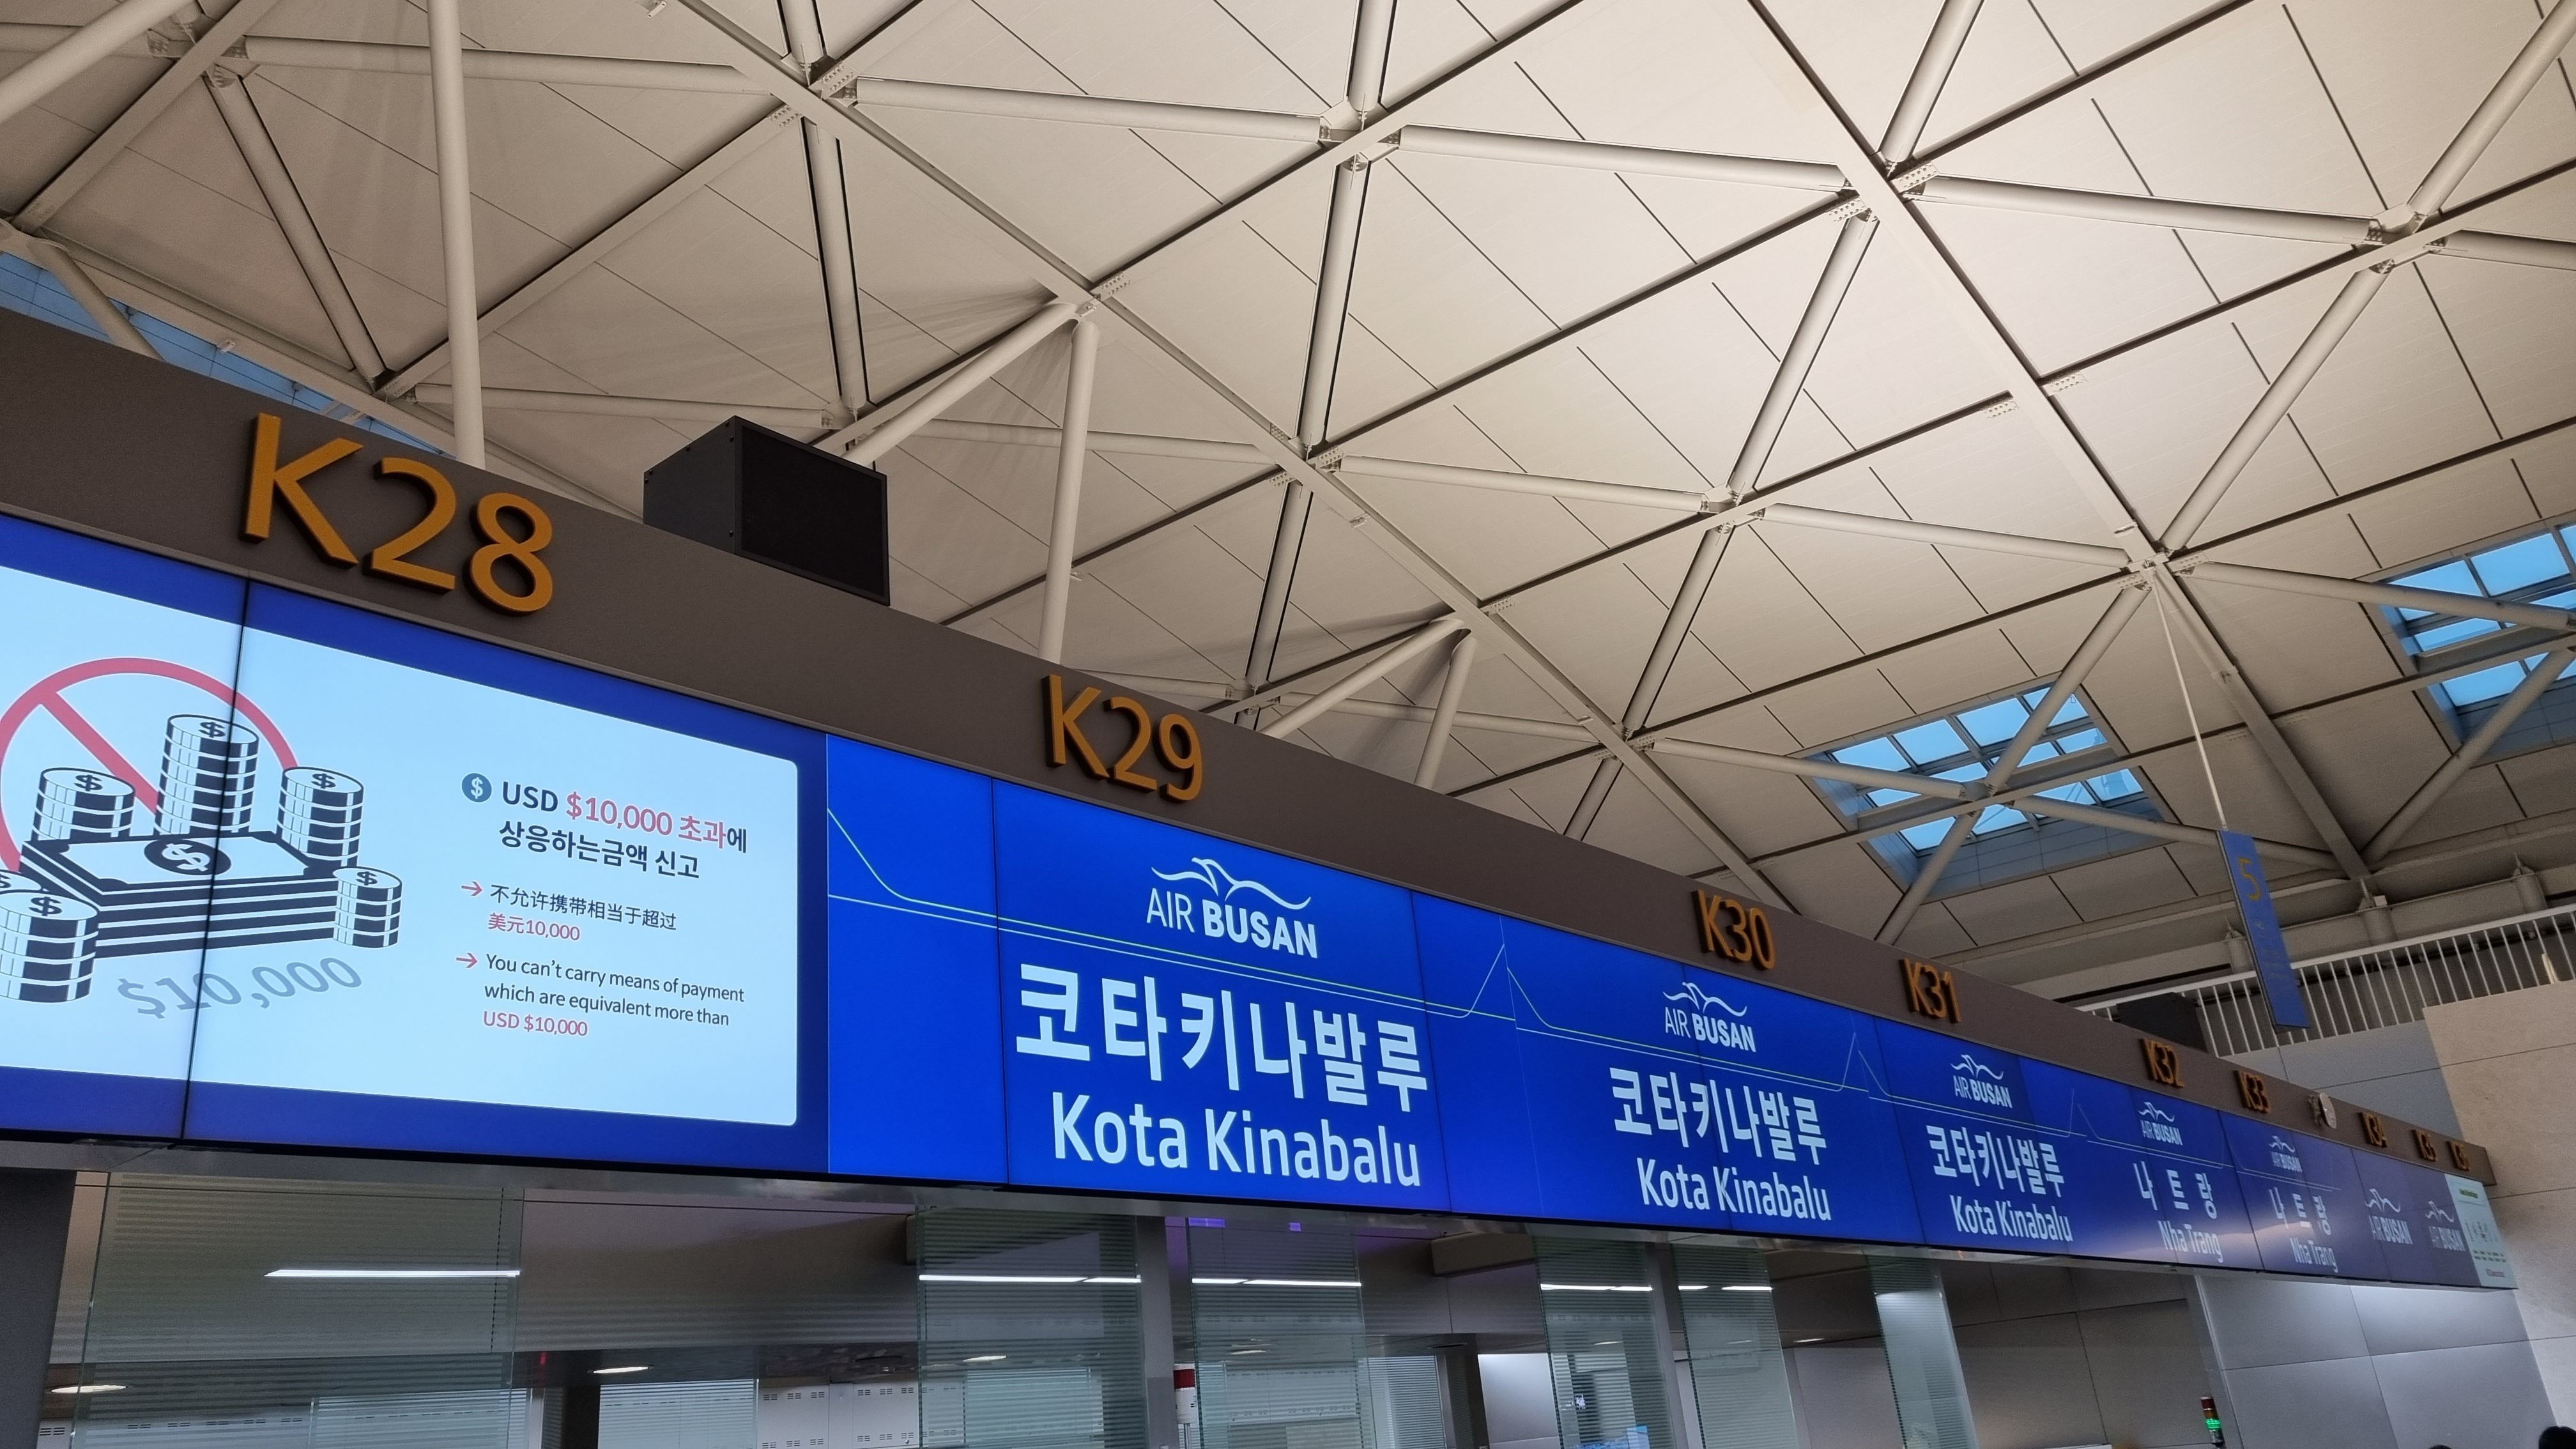 K28
$10,000
USD $10,000 초과에
상응하는금액 신고
不允许携带相当于超过
美元10,000
You can't carry means of payment
which are equivalent more than
USD $10,000
K29
AIR BUSAN
코타키나발루
Kota Kinabalu
K30
AIR BUSAN
코타키나발루
Kota Kinabalu
K31
AIR BUSAN
코타키나발루
Kota Kinabalu
K32
AIR BUSAN
나 트 랑
Nha Trang
K33
AIR BUSAN
나 트 랑
Nha Trang
K34
AIR BUSAN
K35
AIR BUSAN
5